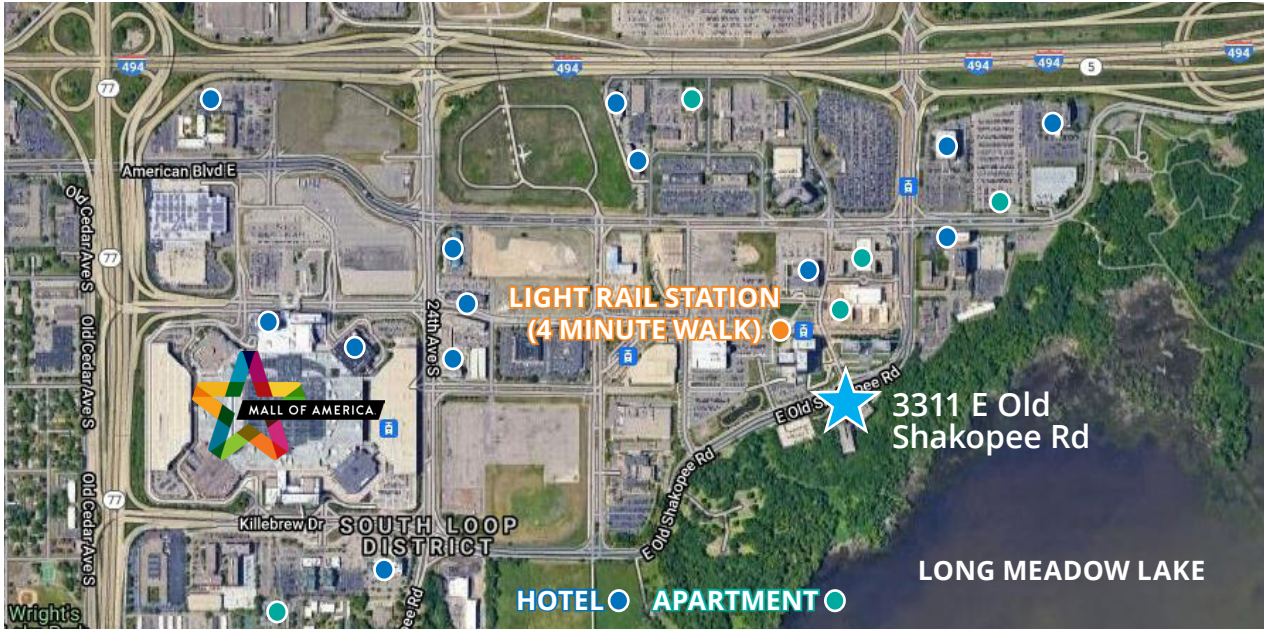 494
494
494
494
5
77
American Blvd E
Old Cedar Ave S
77
LIGHT RAIL STATION
(4 MINUTE WALK)
24th Ave S
Old Cedar Ave S
MALL OF AMERICA.
E Old Shakopee Rd
3311 E Old
Shakopee Rd
77
Old Cedar Ave S
Killebrew Dr
SOUTH LOOP
DISTRICT
E Old Shakopee Rd
LONG MEADOW LAKE
HOTEL
APARTMENT
Wright's